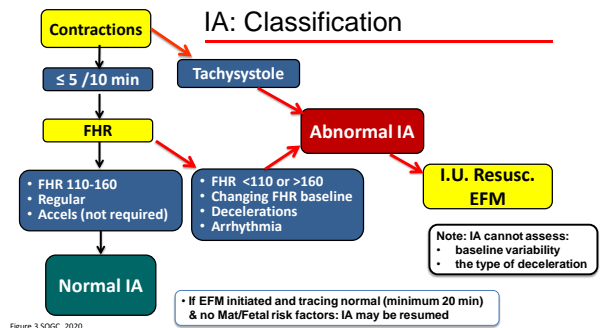 IA: Classification
Contractions
≤ 5 /10 min
Tachysystole
FHR
Abnormal IA
• FHR 110-160
• Regular
• Accels (not required)
• FHR <110 or >160
• Changing FHR baseline
• Decelerations
• Arrhythmia
I.U. Resusc.
EFM
Note: IA cannot assess:
• baseline variability
• the type of deceleration
Normal IA
• If EFM initiated and tracing normal (minimum 20 min)
& no Mat/Fetal risk factors: IA may be resumed
Figure 3 SOGC, 2020